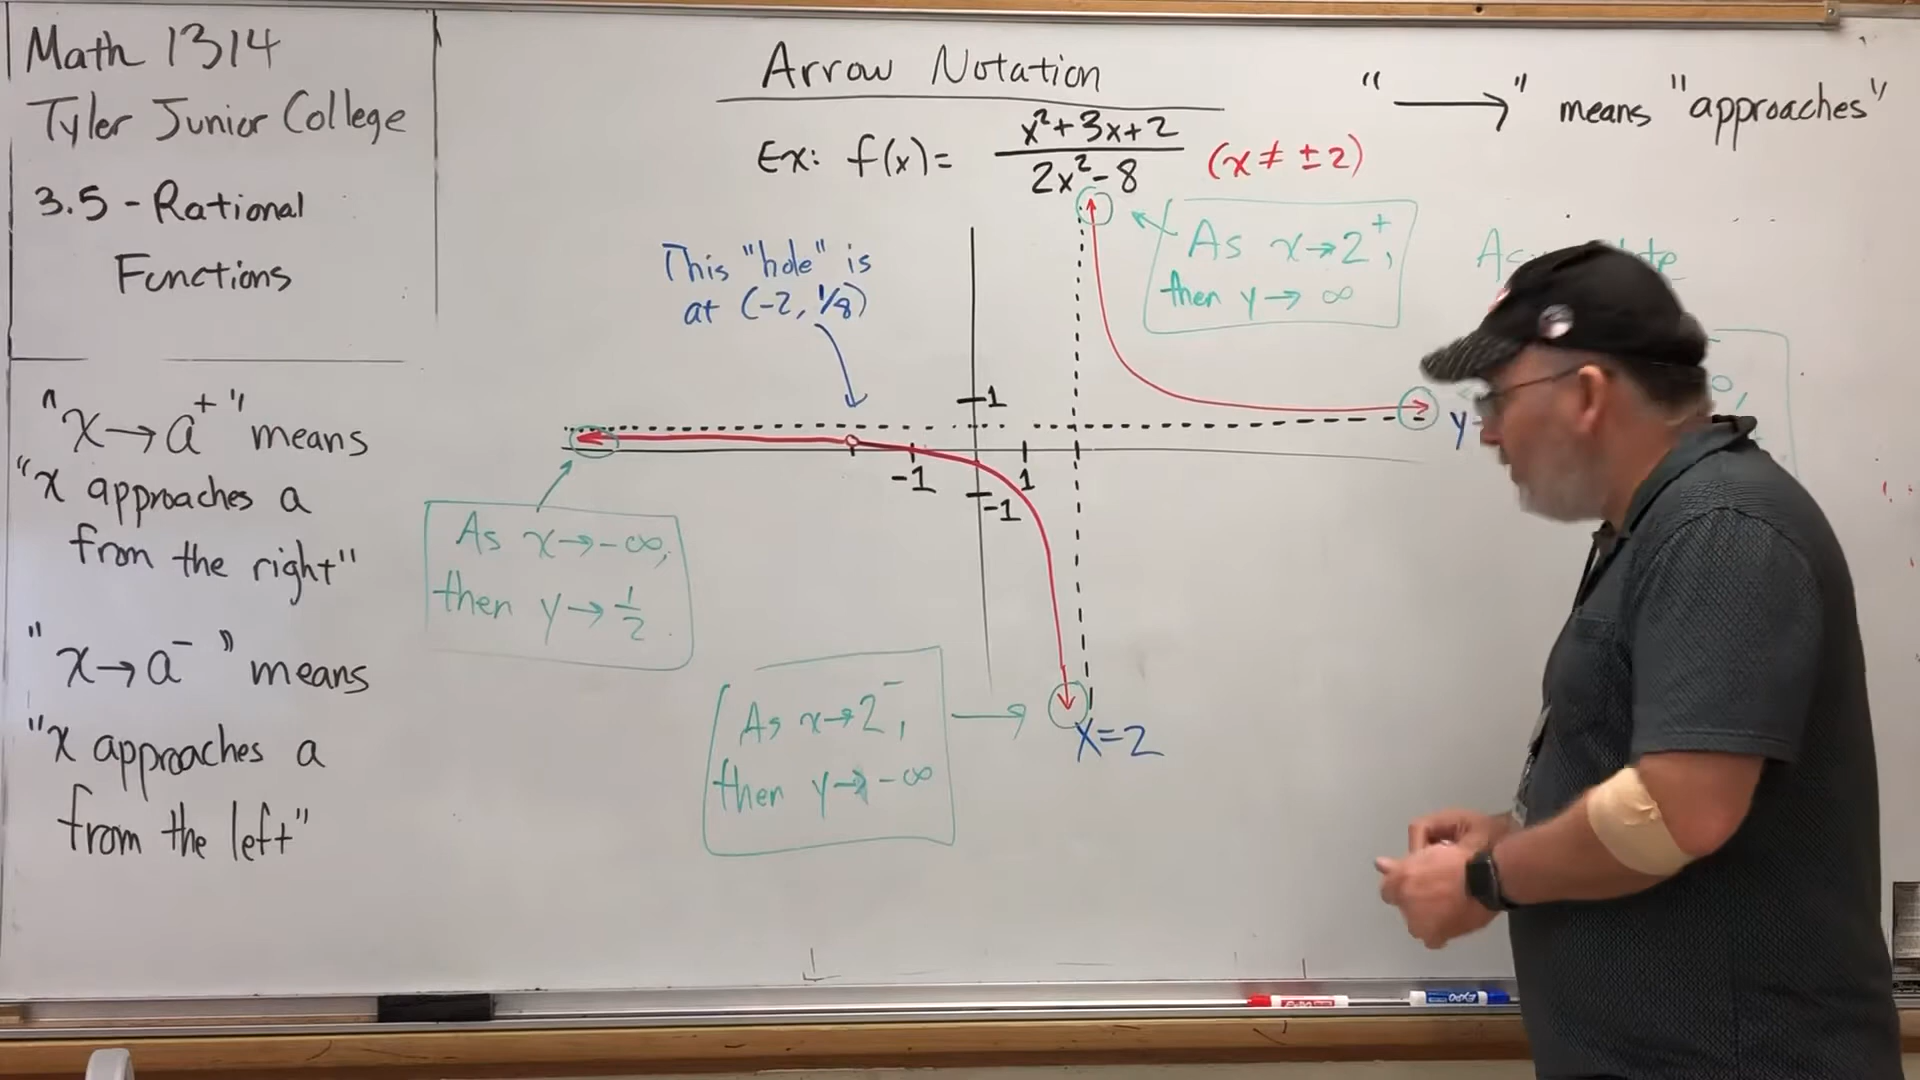 Math 1314
Tyler Junior College
3.5 - Rational
Functions
"x→a⁺" means
"x approaches a
from the right"
"x→a⁻" means
"x approaches a
from the left"
Arrow Notation
"⟶" means "approaches"
Ex: f(x) = (x²+3x+2)/(2x²-8) (x ≠ ±2)
This "hole" is
at (-2, 1/8)
As x→2⁺,
then y→∞
1
-1
1
-1
y
As x→-∞,
then y→1/2
As x→2⁻,
then y→-∞
x=2
EXPO